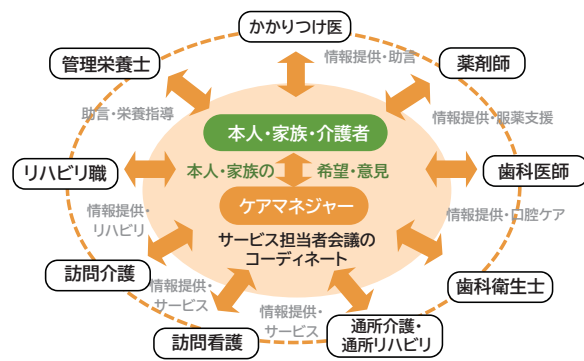 かかりつけ医
情報提供・助言
管理栄養士
薬剤師
助言・栄養指導
情報提供・服薬支援
本人・家族・介護者
リハビリ職
本人・家族の
希望・意見
歯科医師
ケアマネジャー
情報提供・
リハビリ
情報提供・口腔ケア
サービス担当者会議の
コーディネート
訪問介護
歯科衛生士
情報提供・
サービス
情報提供・
サービス
訪問看護
通所介護・
通所リハビリ